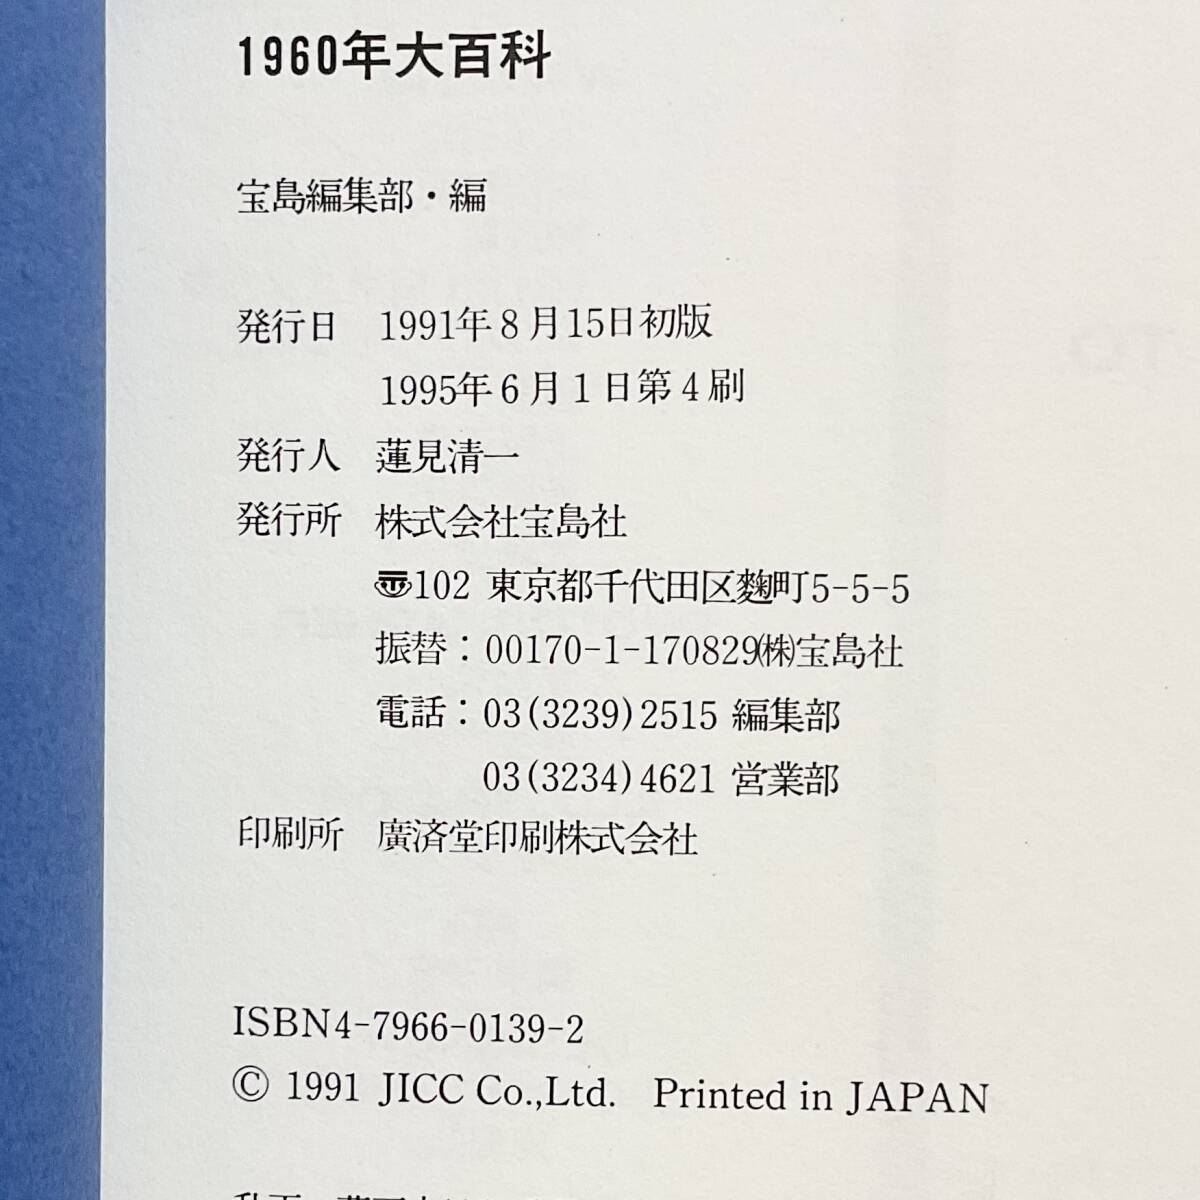 1960年大百科
宝島編集部・編
発行日 1991年8月15日初版
1995年6月1日第4刷
発行人 蓮見清一
発行所 株式会社宝島社
〠102 東京都千代田区麴町5-5-5
振替：00170-1-170829㈱宝島社
電話：03(3239)2515 編集部
03(3234)4621 営業部
印刷所 廣済堂印刷株式会社
ISBN4-7966-0139-2
© 1991 JICC Co.,Ltd. Printed in JAPAN